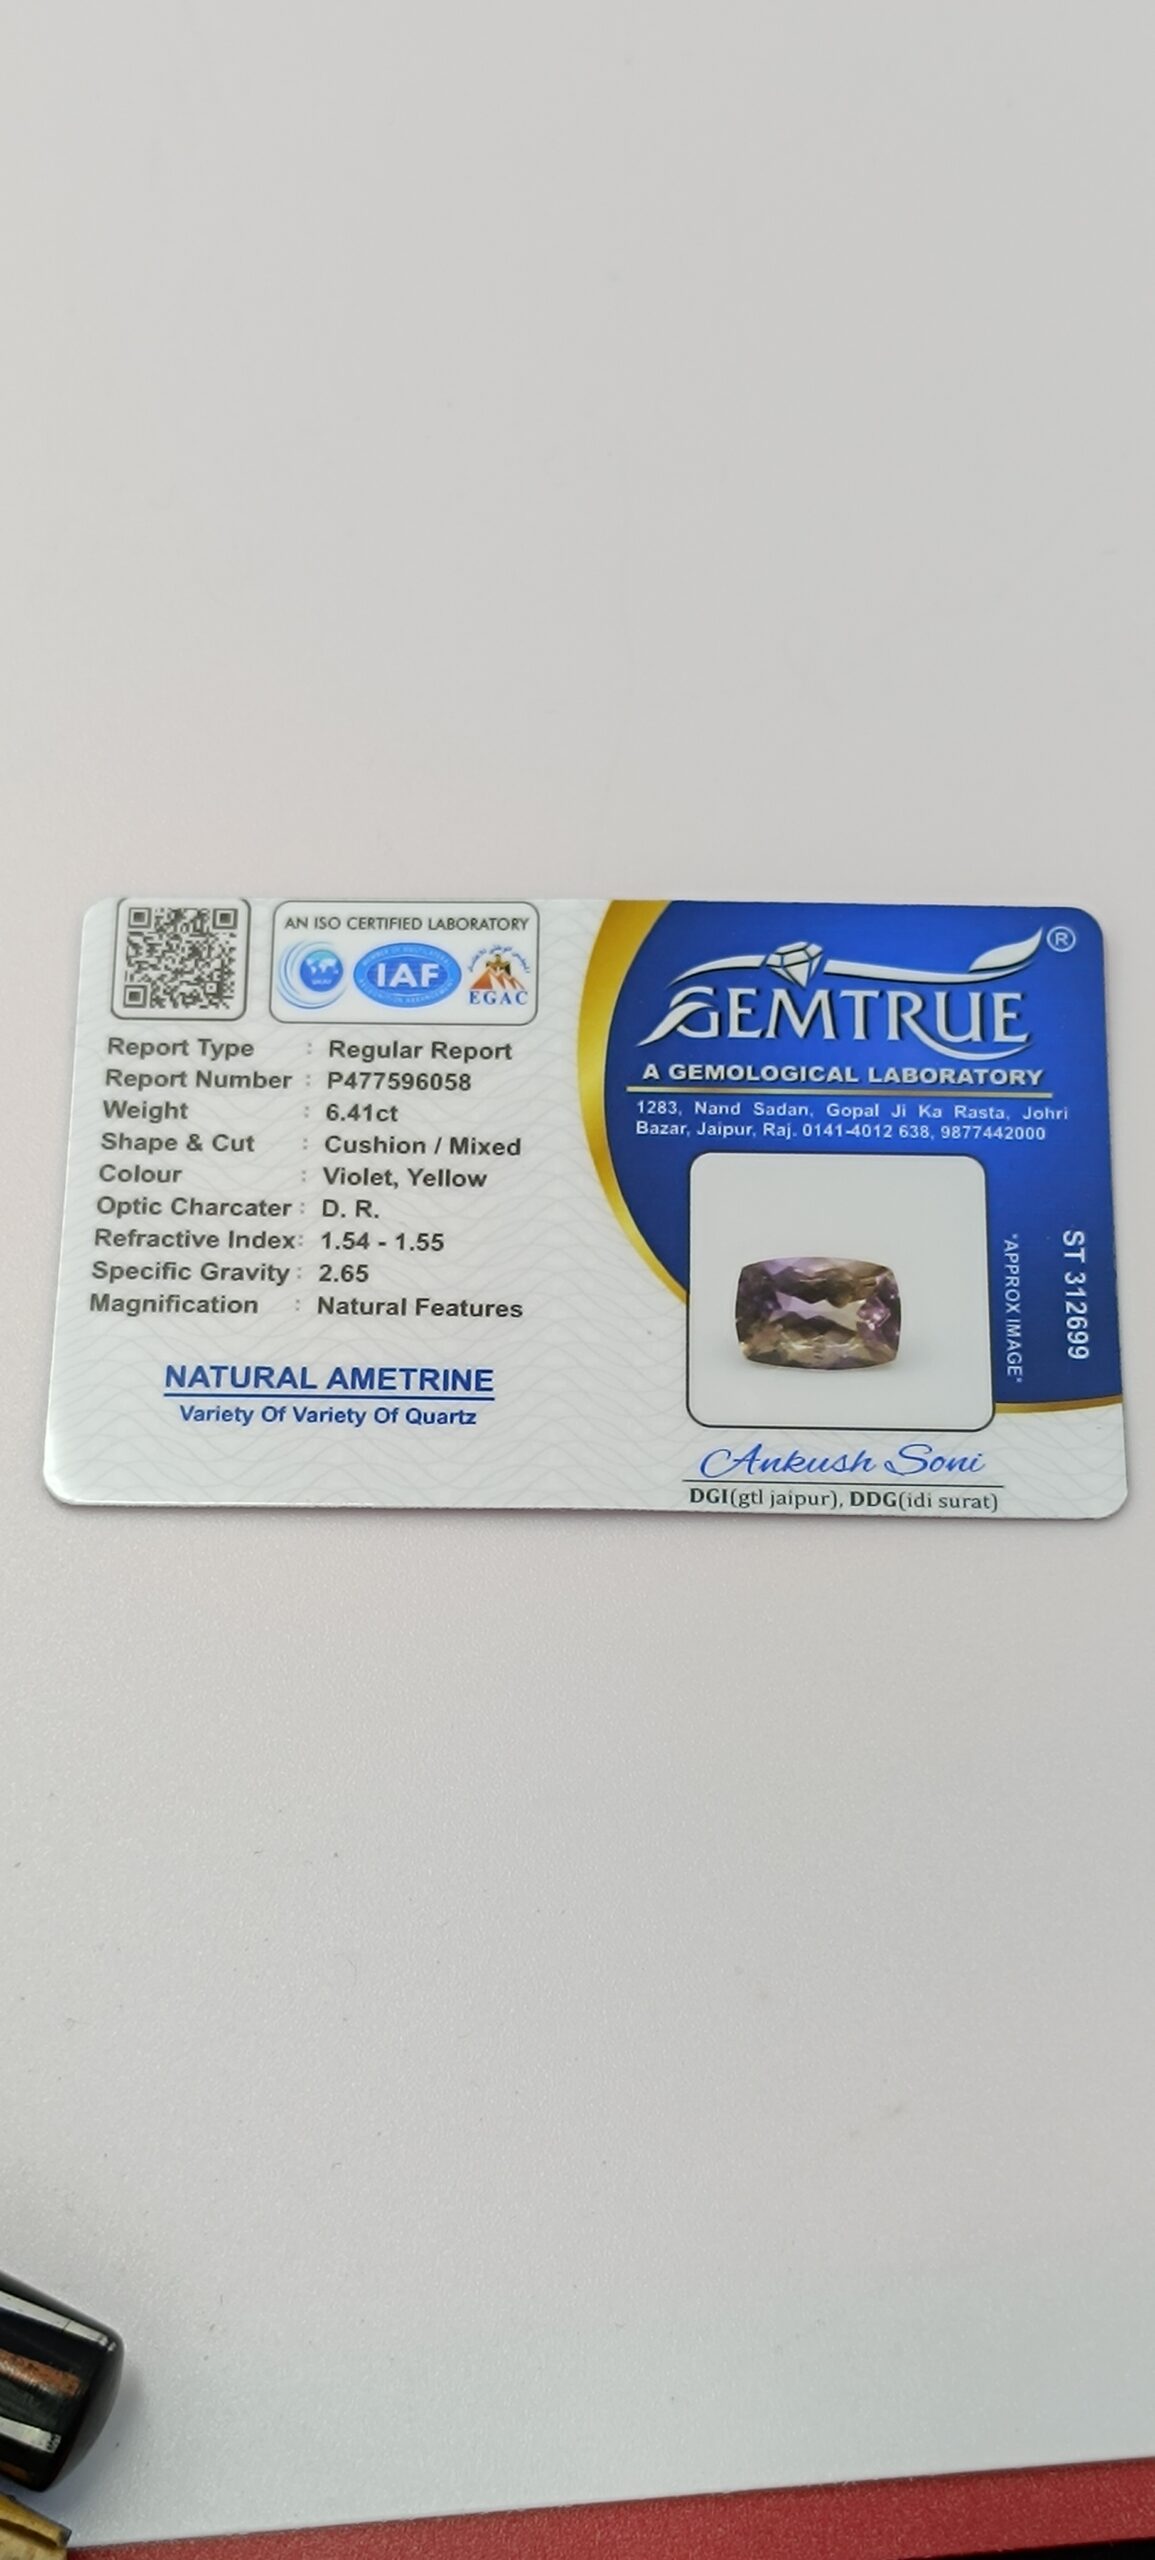 AN ISO CERTIFIED LABORATORY
IAF
EGAC
Report Type : Regular Report
Report Number : P477596058
Weight : 6.41ct
Shape & Cut : Cushion / Mixed
Colour : Violet, Yellow
Optic Charcater : D. R.
Refractive Index : 1.54 - 1.55
Specific Gravity : 2.65
Magnification : Natural Features
NATURAL AMETRINE
Variety Of Variety Of Quartz
GEMTRUE ®
A GEMOLOGICAL LABORATORY
1283, Nand Sadan, Gopal Ji Ka Rasta, Johri
Bazar, Jaipur, Raj. 0141-4012 638, 9877442000
*APPROX IMAGE*
ST 312699
Ankush Soni
DGI(gtl jaipur), DDG(idi surat)